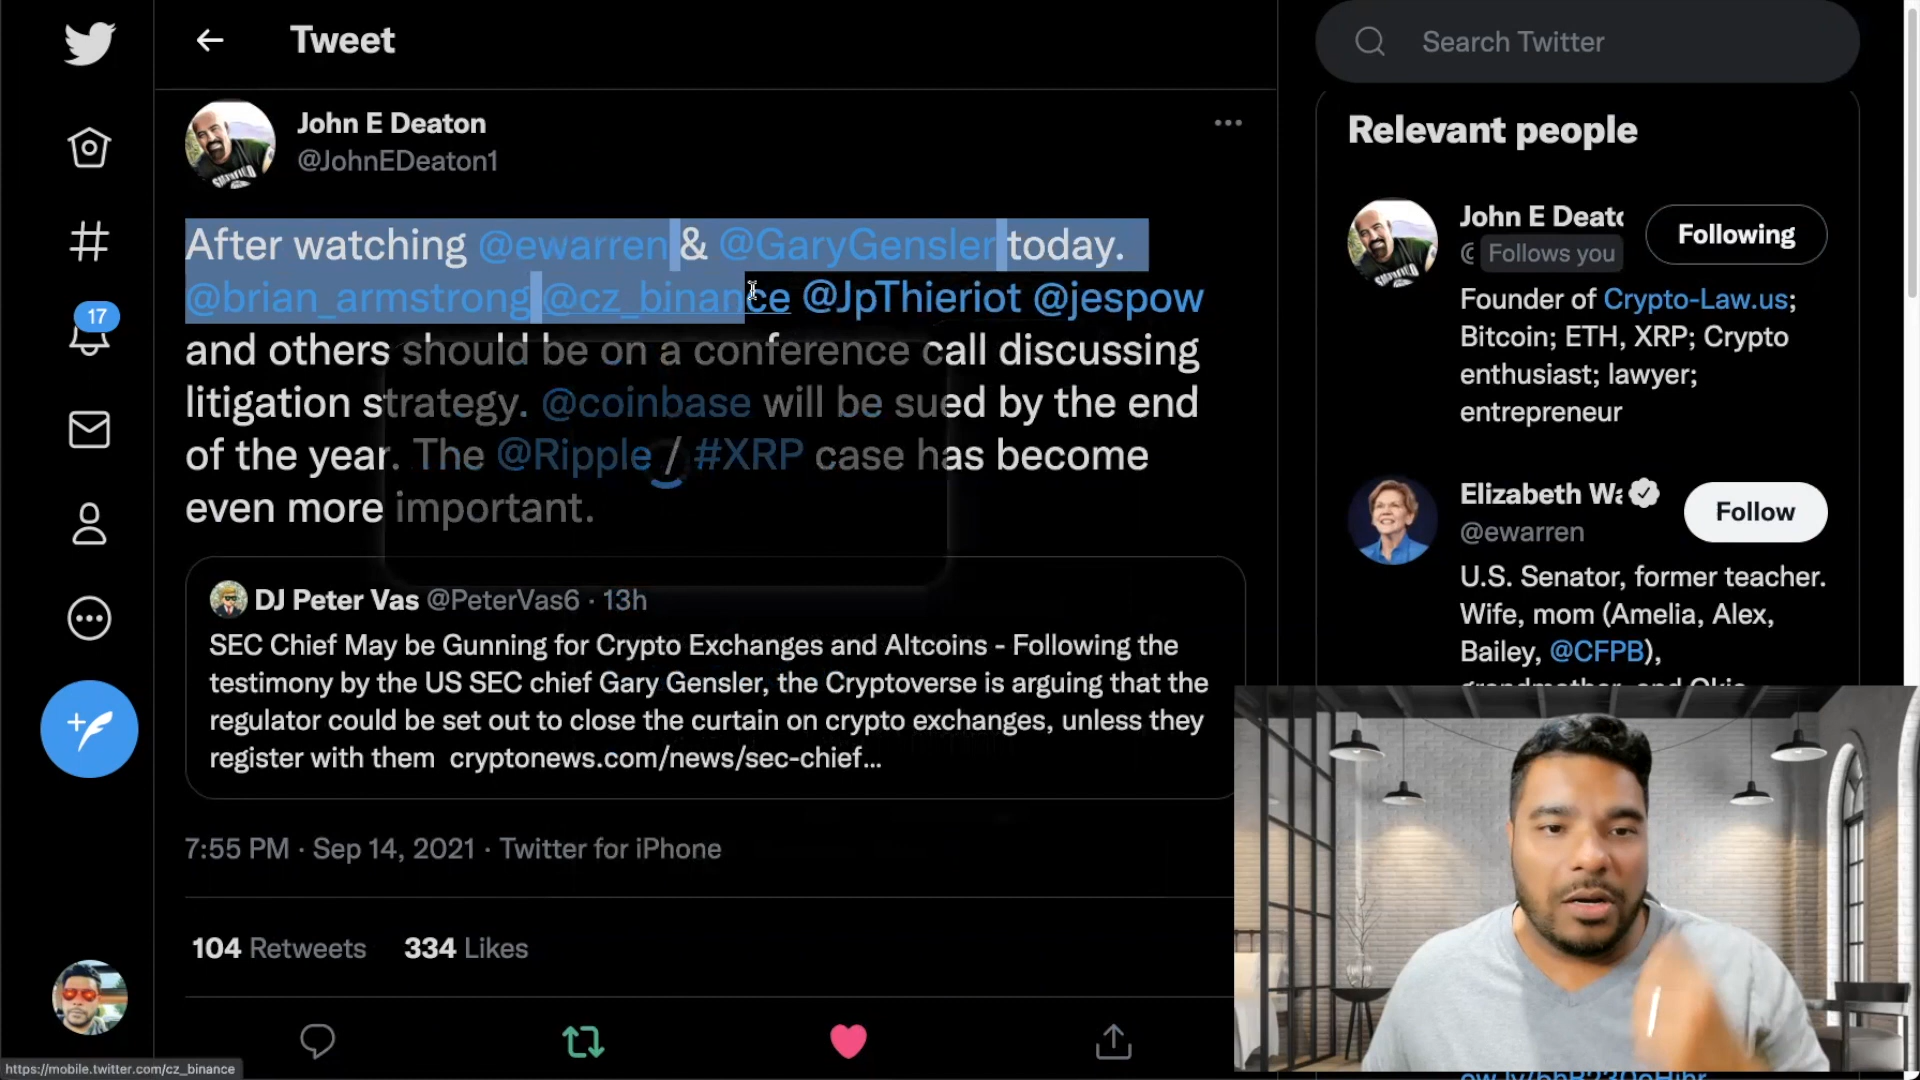 Tweet
Search Twitter
John E Deaton
@JohnEDeaton1
After watching @ewarren & @GaryGensler today.
@brian_armstrong @cz_binance @JpThieriot @jespow
and others should be on a conference call discussing
litigation strategy. @coinbase will be sued by the end
of the year. The @Ripple / #XRP case has become
even more important.
DJ Peter Vas @PeterVas6 · 13h
SEC Chief May be Gunning for Crypto Exchanges and Altcoins - Following the
testimony by the US SEC chief Gary Gensler, the Cryptoverse is arguing that the
regulator could be set out to close the curtain on crypto exchanges, unless they
register with them cryptonews.com/news/sec-chief...
7:55 PM · Sep 14, 2021 · Twitter for iPhone
104 Retweets 334 Likes
17
https://mobile.twitter.com/cz_binance
Relevant people
John E Deato
Following
@ Follows you
Founder of Crypto-Law.us;
Bitcoin; ETH, XRP; Crypto
enthusiast; lawyer;
entrepreneur
Elizabeth Wa
@ewarren
Follow
U.S. Senator, former teacher.
Wife, mom (Amelia, Alex,
Bailey, @CFPB),